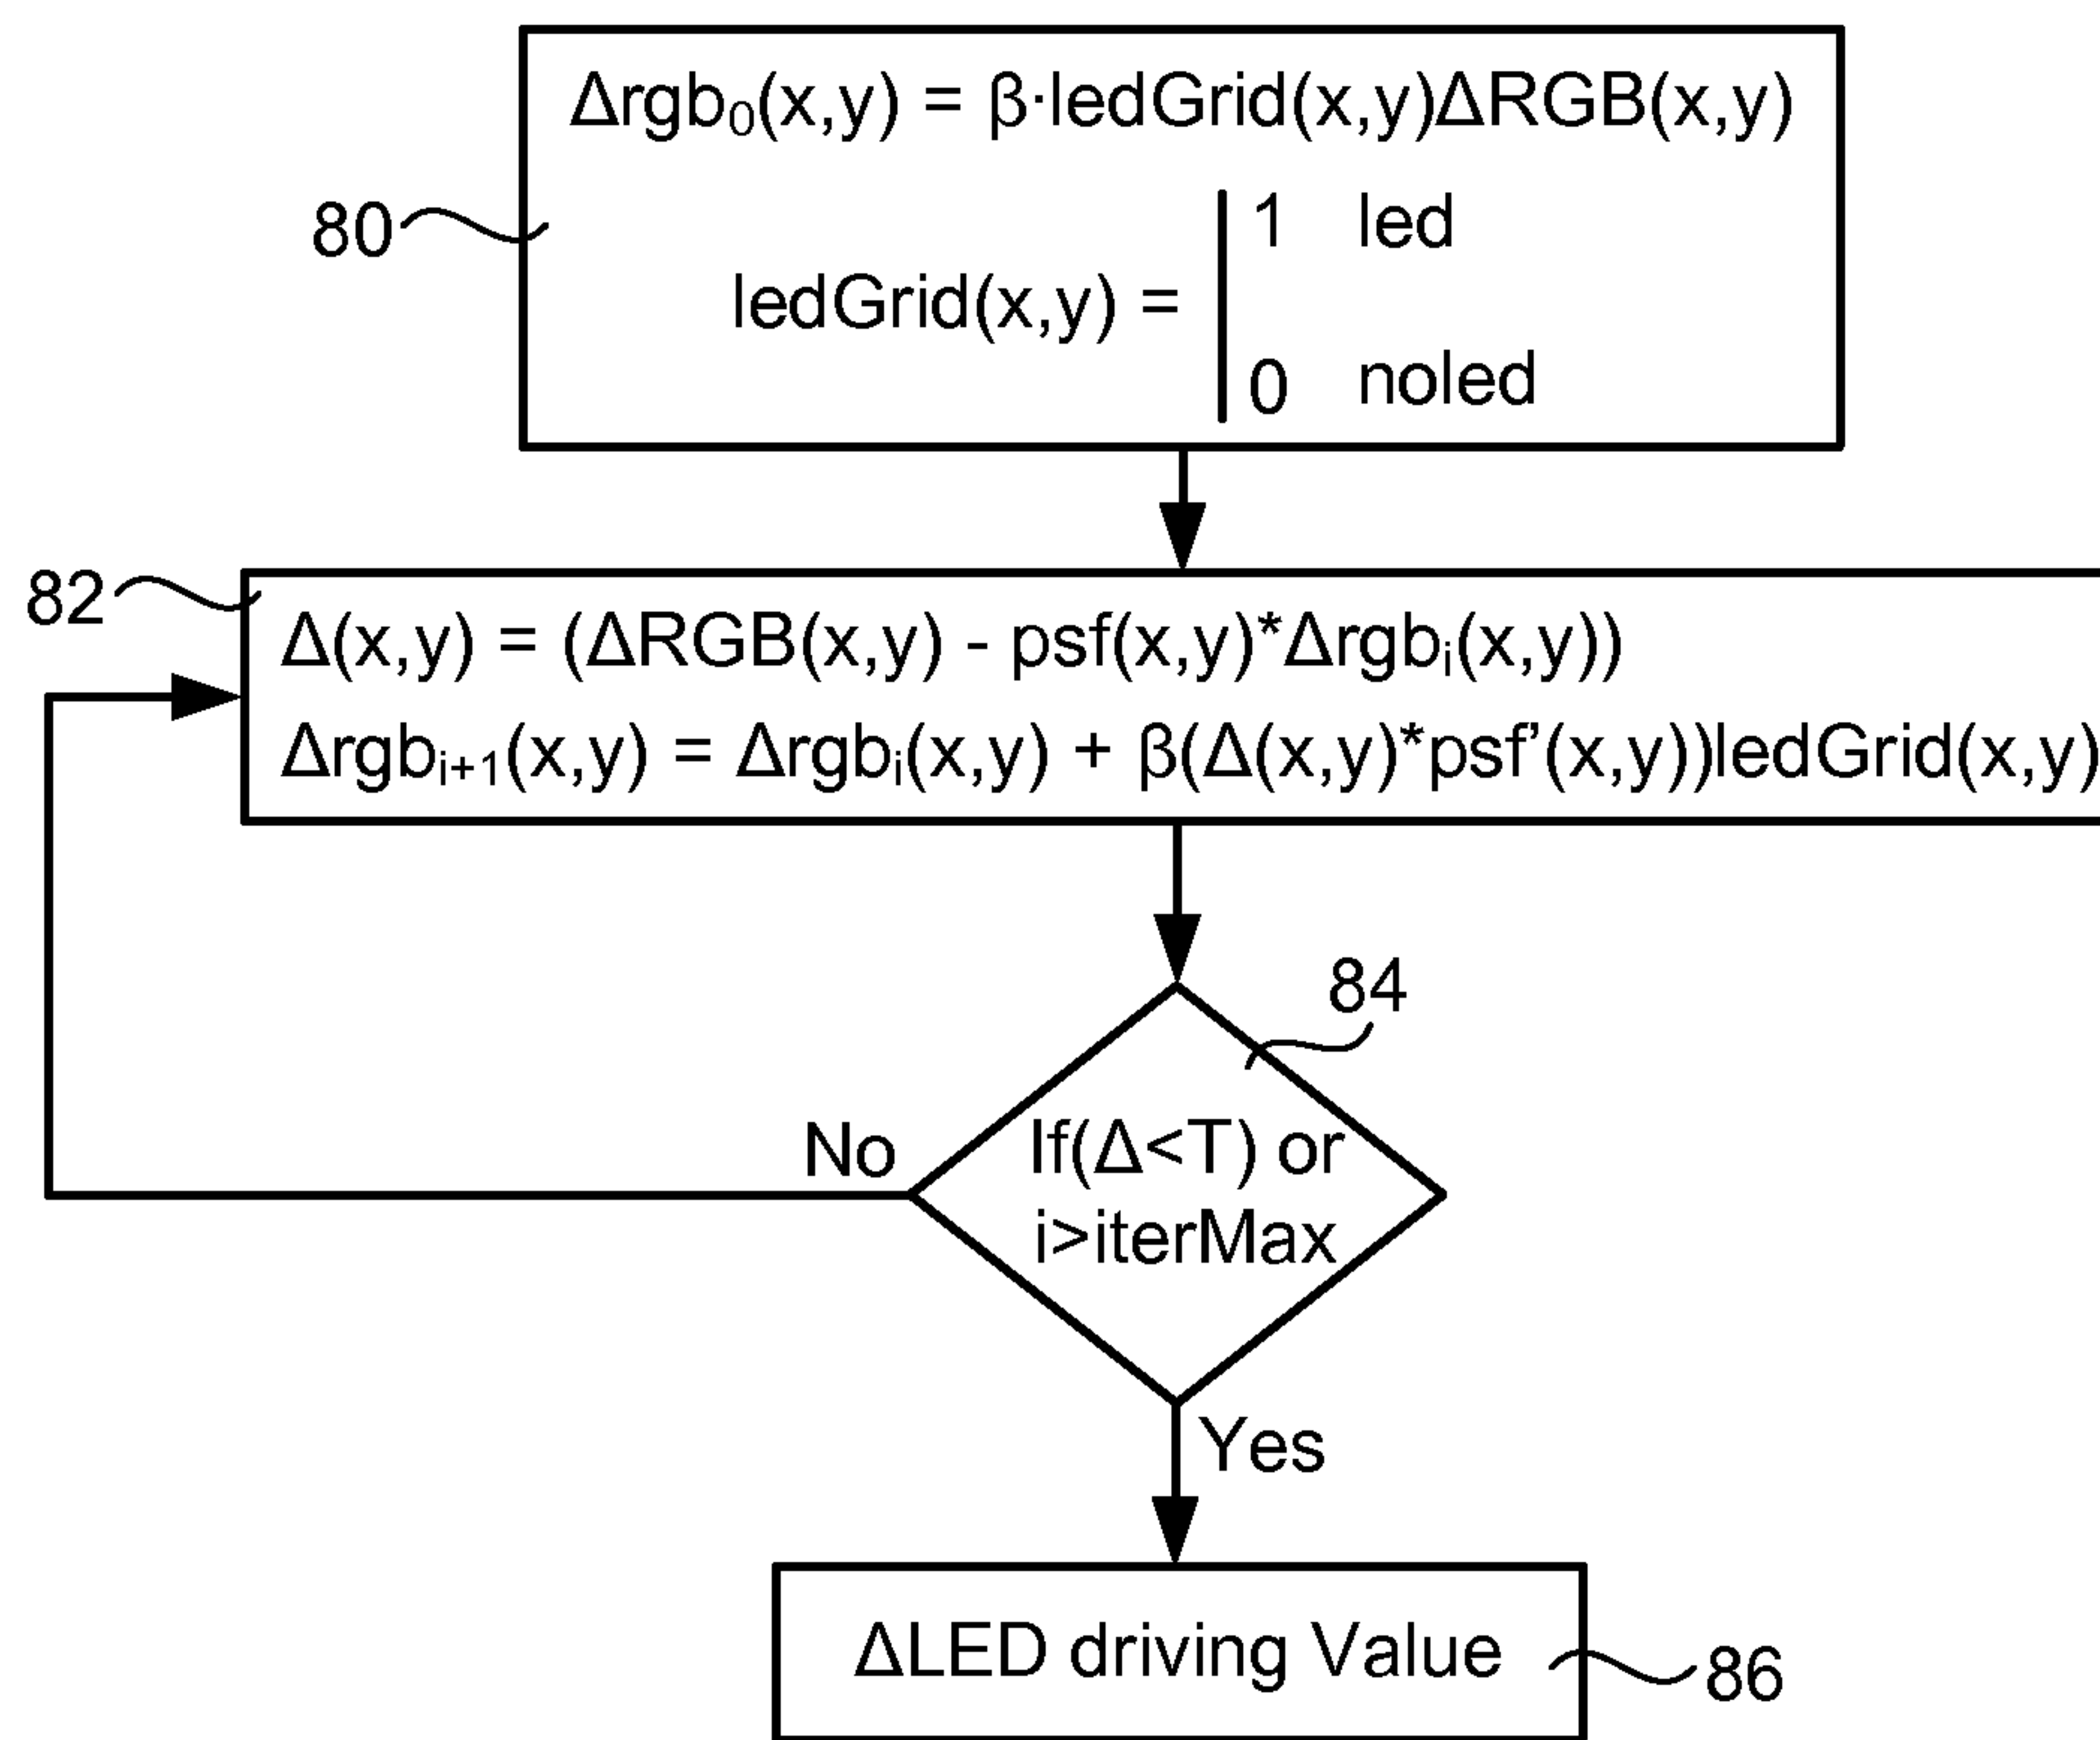 Δrgb₀(x,y) = β·ledGrid(x,y)ΔRGB(x,y)
1 led
80
ledGrid(x,y) =
0 noled
82
Δ(x,y) = (ΔRGB(x,y) - psf(x,y)*Δrgbᵢ(x,y))
Δrgbᵢ₊₁(x,y) = Δrgbᵢ(x,y) + β(Δ(x,y)*psf'(x,y))ledGrid(x,y)
84
No
If(Δ<T) or
i>iterMax
Yes
ΔLED driving Value
86